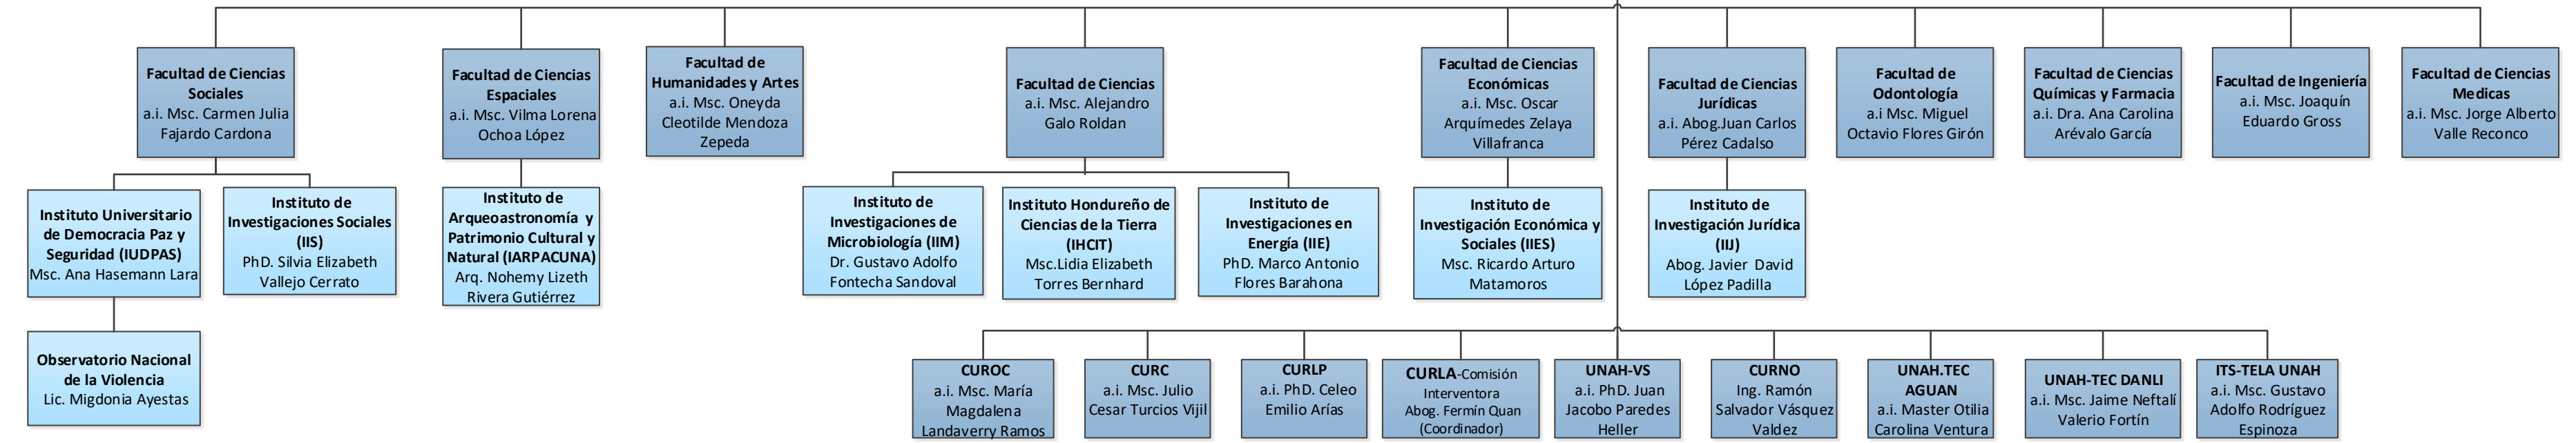 Facultad de Ciencias
Sociales
a.i. Msc. Carmen Julia
Fajardo Cardona
Facultad de Ciencias
Espaciales
a.i. Msc. Vilma Lorena
Ochoa López
Facultad de
Humanidades y Artes
a.i. Msc. Oneyda
Cleotilde Mendoza
Zepeda
Facultad de Ciencias
a.i. Msc. Alejandro
Galo Roldan
Facultad de Ciencias
Económicas
a.i. Msc. Oscar
Arquímedes Zelaya
Villafranca
Facultad de Ciencias
Jurídicas
a.i. Abog.Juan Carlos
Pérez Cadalso
Facultad de
Odontología
a.i Msc. Miguel
Octavio Flores Girón
Facultad de Ciencias
Químicas y Farmacia
a.i. Dra. Ana Carolina
Arévalo García
Facultad de Ingeniería
a.i. Msc. Joaquín
Eduardo Gross
Facultad de Ciencias
Medicas
a.i. Msc. Jorge Alberto
Valle Reconco
Instituto Universitario
de Democracia Paz y
Seguridad (IUDPAS)
Msc. Ana Hasemann Lara
Instituto de
Investigaciones Sociales
(IIS)
PhD. Silvia Elizabeth
Vallejo Cerrato
Instituto de
Arqueoastronomía y
Patrimonio Cultural y
Natural (IARPACUNA)
Arq. Nohemy Lizeth
Rivera Gutiérrez
Instituto de
Investigaciones de
Microbiología (IIM)
Dr. Gustavo Adolfo
Fontecha Sandoval
Instituto Hondureño de
Ciencias de la Tierra
(IHCIT)
Msc.Lidia Elizabeth
Torres Bernhard
Instituto de
Investigaciones en
Energía (IIE)
PhD. Marco Antonio
Flores Barahona
Instituto de
Investigación Económica y
Sociales (IIES)
Msc. Ricardo Arturo
Matamoros
Instituto de
Investigación Jurídica
(IIJ)
Abog. Javier David
López Padilla
Observatorio Nacional
de la Violencia
Lic. Migdonia Ayestas
CUROC
a.i. Msc. María
Magdalena
Landaverry Ramos
CURC
a.i. Msc. Julio
Cesar Turcios Vijil
CURLP
a.i. PhD. Celeo
Emilio Arías
CURLA-Comisión
Interventora
Abog. Fermín Quan
(Coordinador)
UNAH-VS
a.i. PhD. Juan
Jacobo Paredes
Heller
CURNO
Ing. Ramón
Salvador Vásquez
Valdez
UNAH.TEC
AGUAN
a.i. Master Otilia
Carolina Ventura
UNAH-TEC DANLI
a.i. Msc. Jaime Neftalí
Valerio Fortín
ITS-TELA UNAH
a.i. Msc. Gustavo
Adolfo Rodríguez
Espinoza